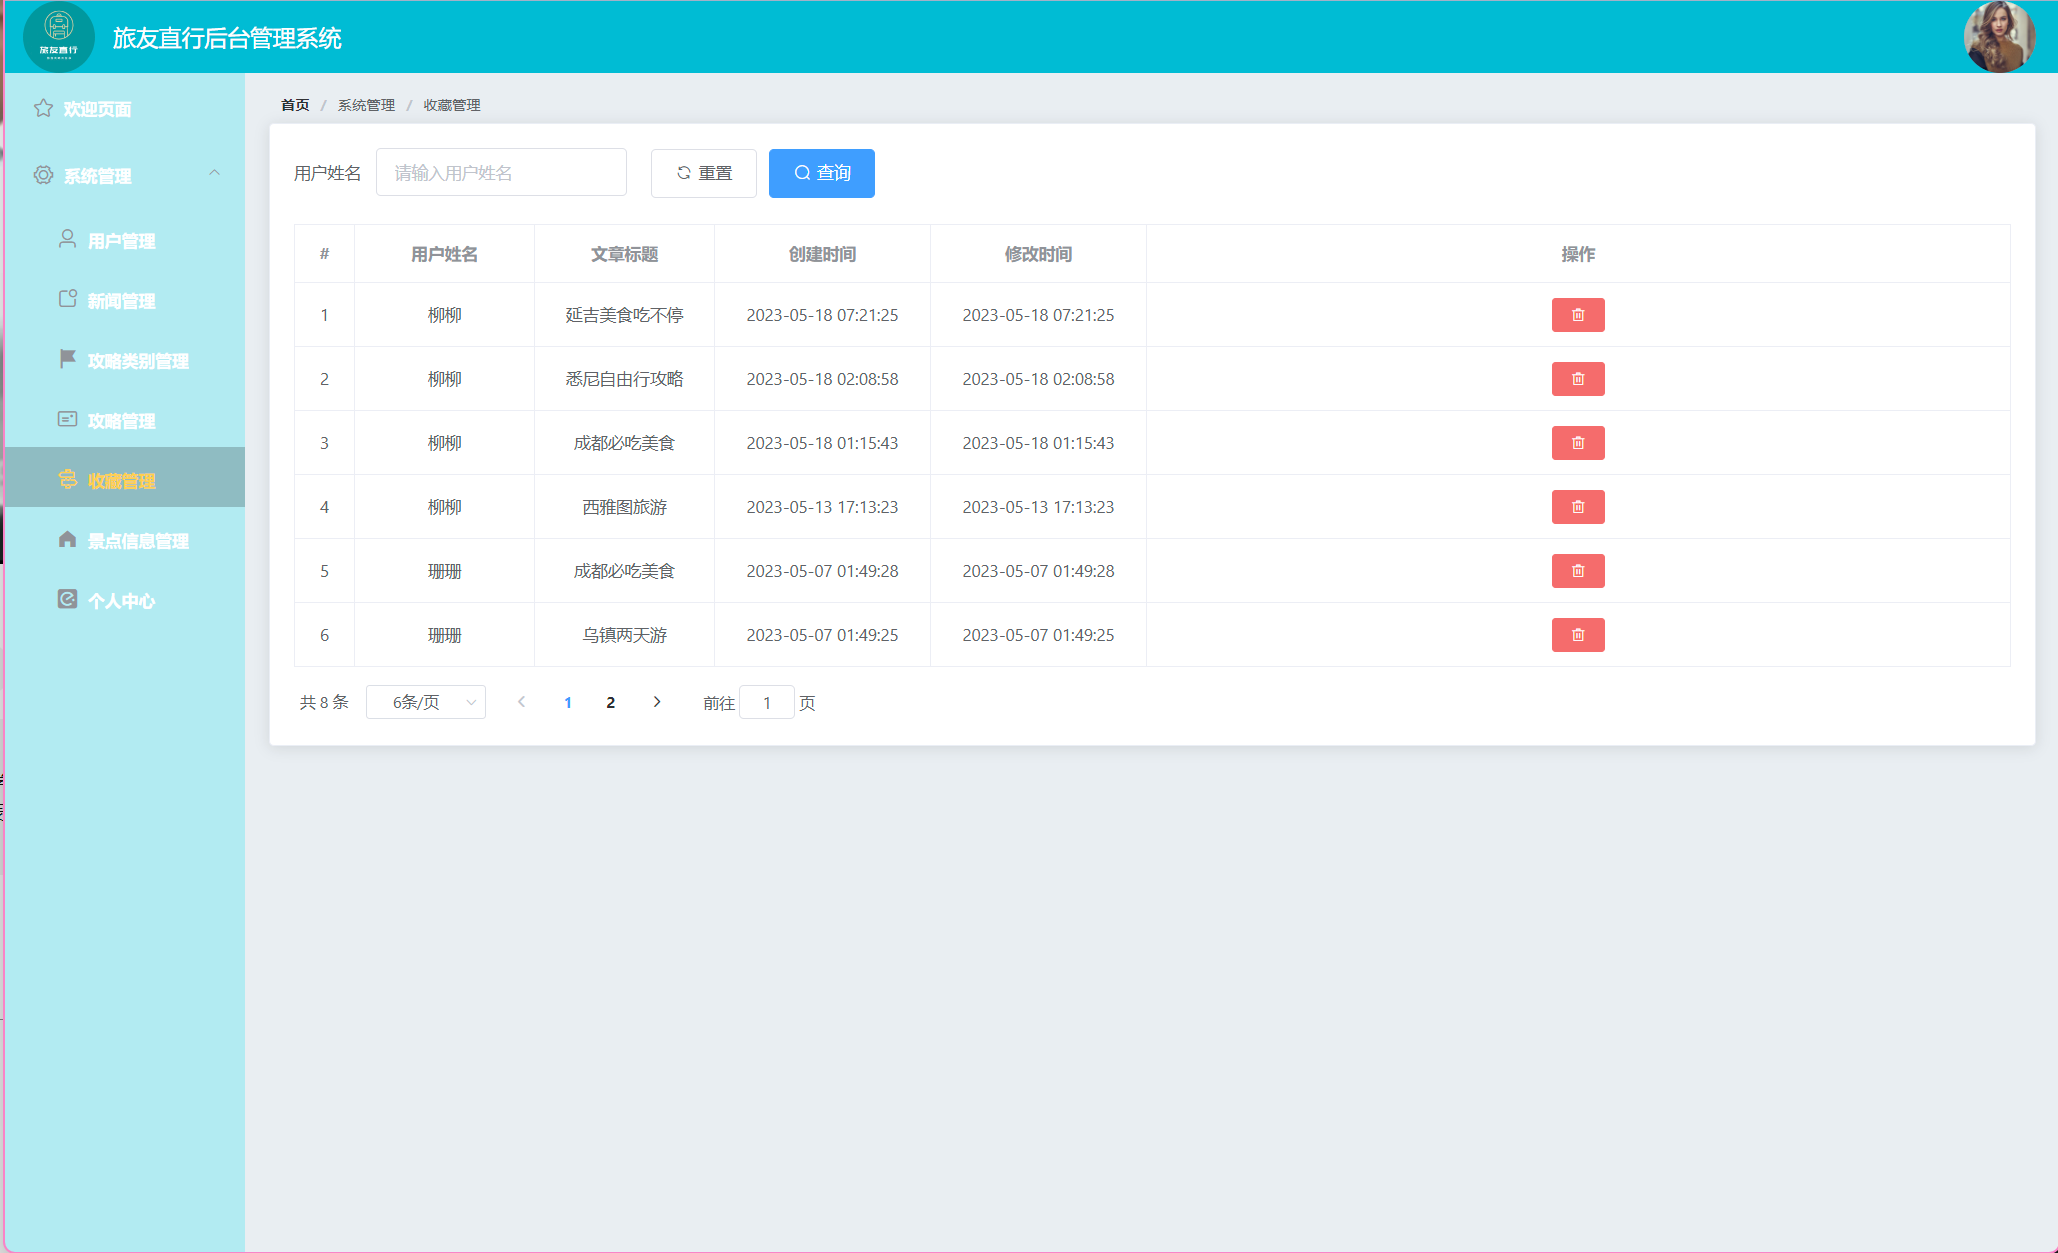 旅友直行
旅友直行后台管理系统
欢迎页面
系统管理
用户管理
新闻管理
攻略类别管理
攻略管理
收藏管理
景点信息管理
个人中心
首页 / 系统管理 / 收藏管理
用户姓名 请输入用户姓名 重置 查询
# 用户姓名 文章标题 创建时间 修改时间 操作
1 柳柳 延吉美食吃不停 2023-05-18 07:21:25 2023-05-18 07:21:25
2 柳柳 悉尼自由行攻略 2023-05-18 02:08:58 2023-05-18 02:08:58
3 柳柳 成都必吃美食 2023-05-18 01:15:43 2023-05-18 01:15:43
4 柳柳 西雅图旅游 2023-05-13 17:13:23 2023-05-13 17:13:23
5 珊珊 成都必吃美食 2023-05-07 01:49:28 2023-05-07 01:49:28
6 珊珊 乌镇两天游 2023-05-07 01:49:25 2023-05-07 01:49:25
共 8 条 6条/页 1 2 前往 1 页